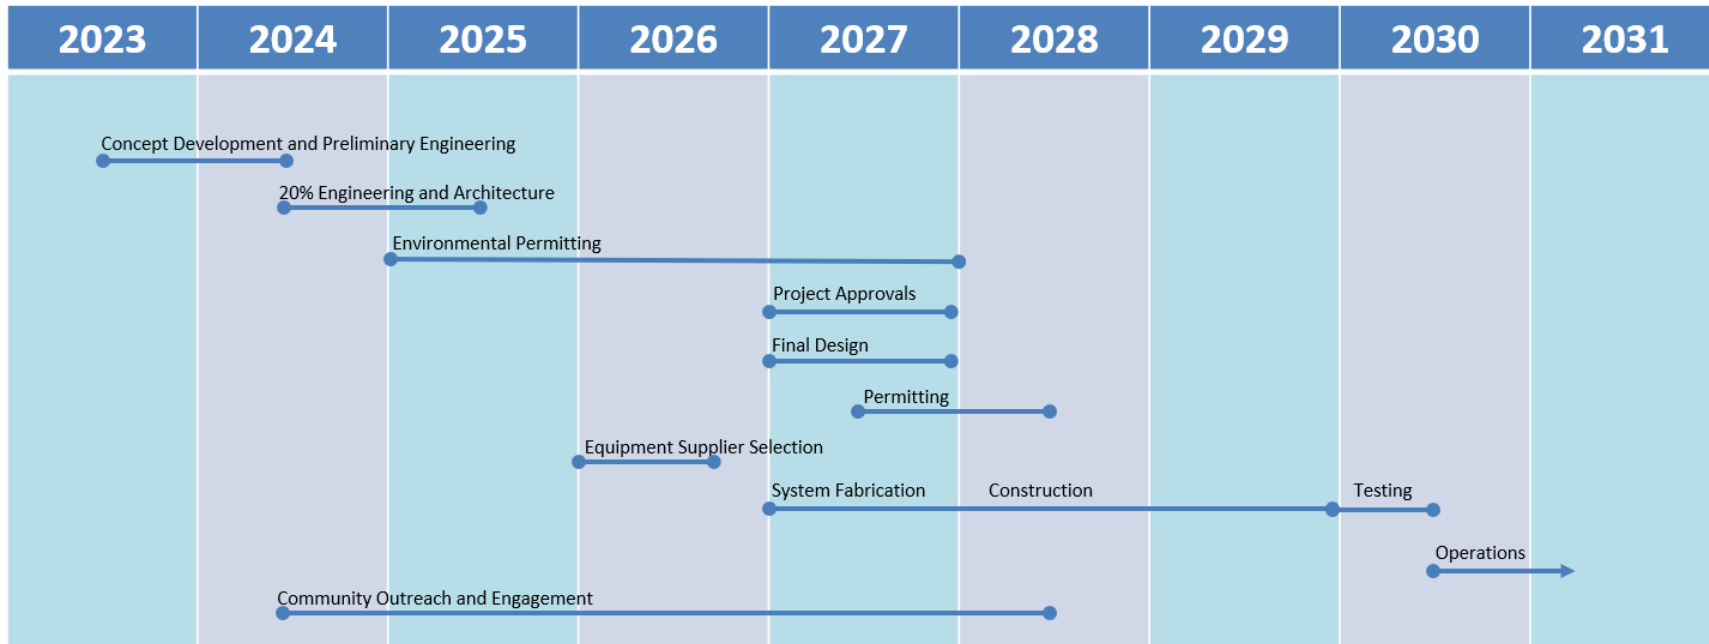 2023 2024 2025 2026 2027 2028 2029 2030 2031
Concept Development and Preliminary Engineering
20% Engineering and Architecture
Environmental Permitting
Project Approvals
Final Design
Permitting
Equipment Supplier Selection
System Fabrication Construction Testing
Operations
Community Outreach and Engagement